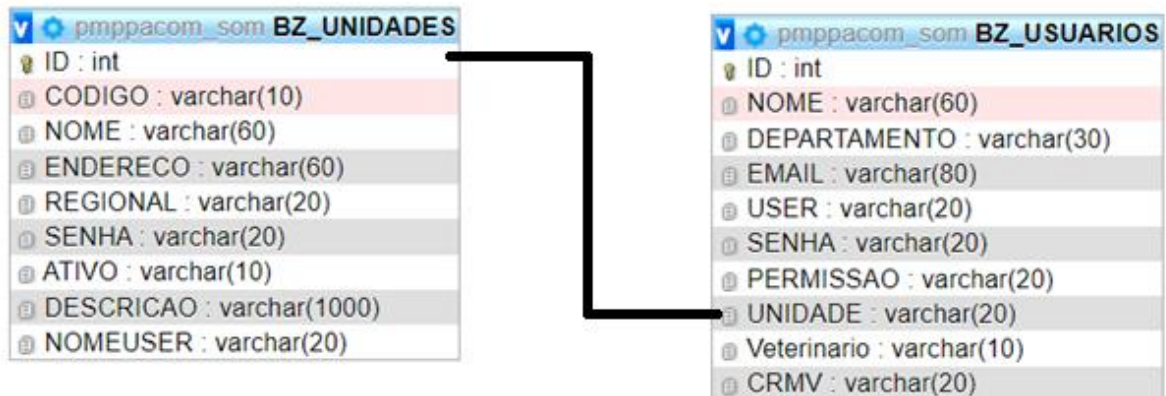 pmppacom_som BZ_UNIDADES
ID : int
CODIGO : varchar(10)
NOME : varchar(60)
ENDERECO : varchar(60)
REGIONAL : varchar(20)
SENHA : varchar(20)
ATIVO : varchar(10)
DESCRICAO : varchar(1000)
NOMEUSER : varchar(20)
pmppacom_som BZ_USUARIOS
ID : int
NOME : varchar(60)
DEPARTAMENTO : varchar(30)
EMAIL : varchar(80)
USER : varchar(20)
SENHA : varchar(20)
PERMISSAO : varchar(20)
UNIDADE : varchar(20)
Veterinario : varchar(10)
CRMV : varchar(20)